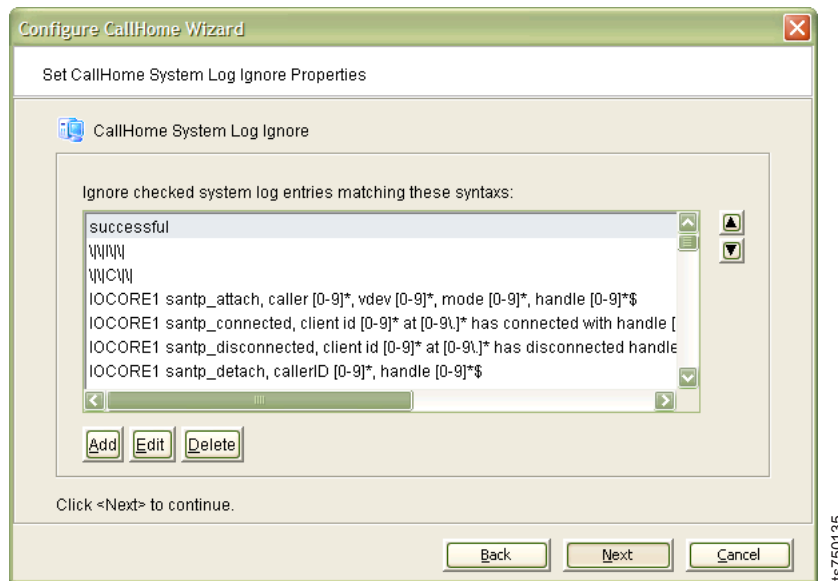 Configure CallHome Wizard
Set CallHome System Log Ignore Properties
CallHome System Log Ignore
Ignore checked system log entries matching these syntaxs:
successful
\|\|I\|\|
\|\|C\|\|
IOCORE1 santp_attach, caller [0-9]*, vdev [0-9]*, mode [0-9]*, handle [0-9]*$
IOCORE1 santp_connected, client id [0-9]* at [0-9\.]* has connected with handle [
IOCORE1 santp_disconnected, client id [0-9]* at [0-9\.]* has disconnected handle
IOCORE1 santp_detach, callerID [0-9]*, handle [0-9]*$
Add Edit Delete
Click <Next> to continue.
Back Next Cancel